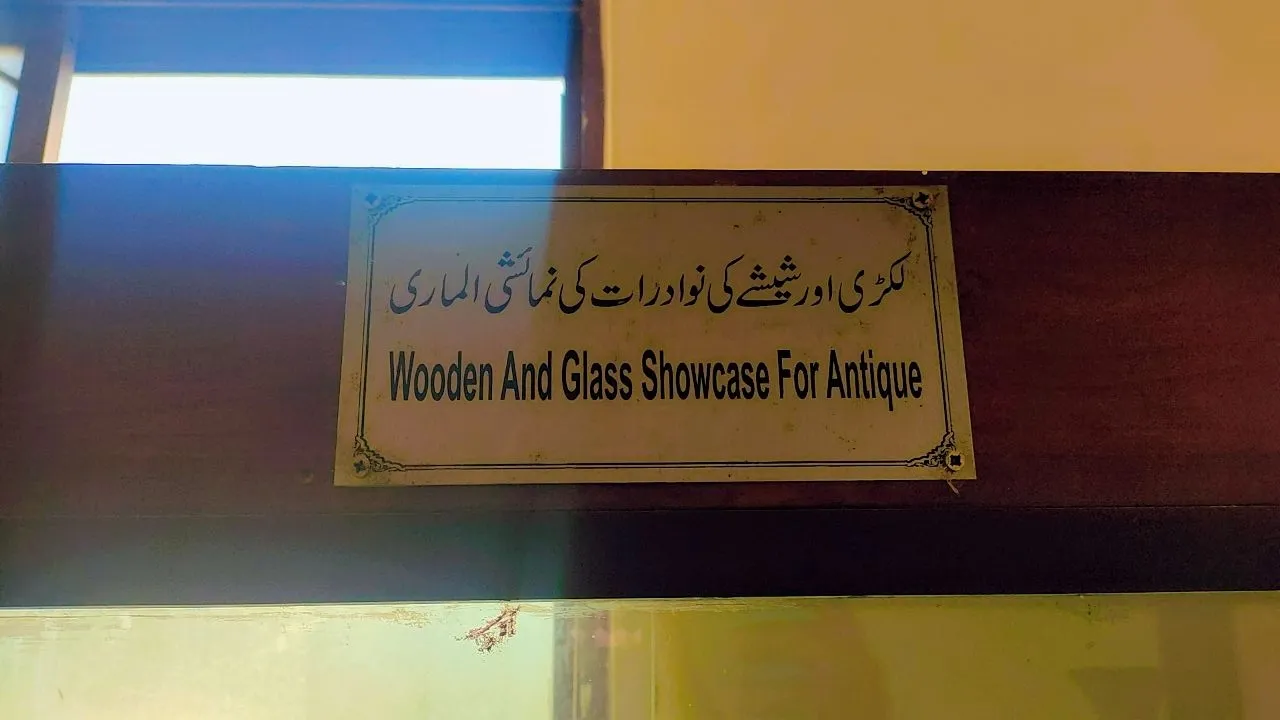 لکڑی اور شیشے کی نوادرات کی نمائشی الماری
Wooden And Glass Showcase For Antique